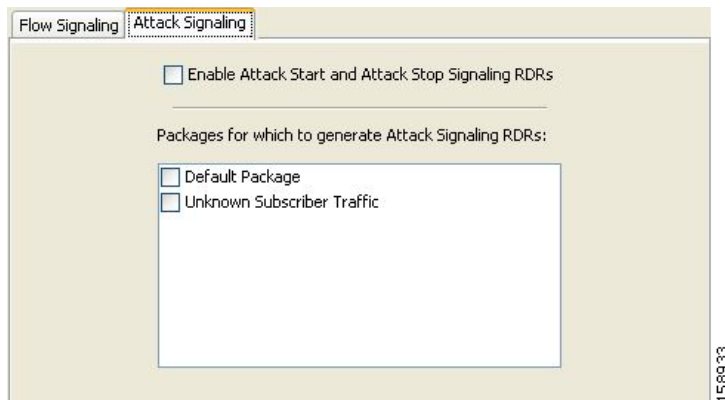 Flow Signaling
Attack Signaling
Enable Attack Start and Attack Stop Signaling RDRs
Packages for which to generate Attack Signaling RDRs:
Default Package
Unknown Subscriber Traffic
158933